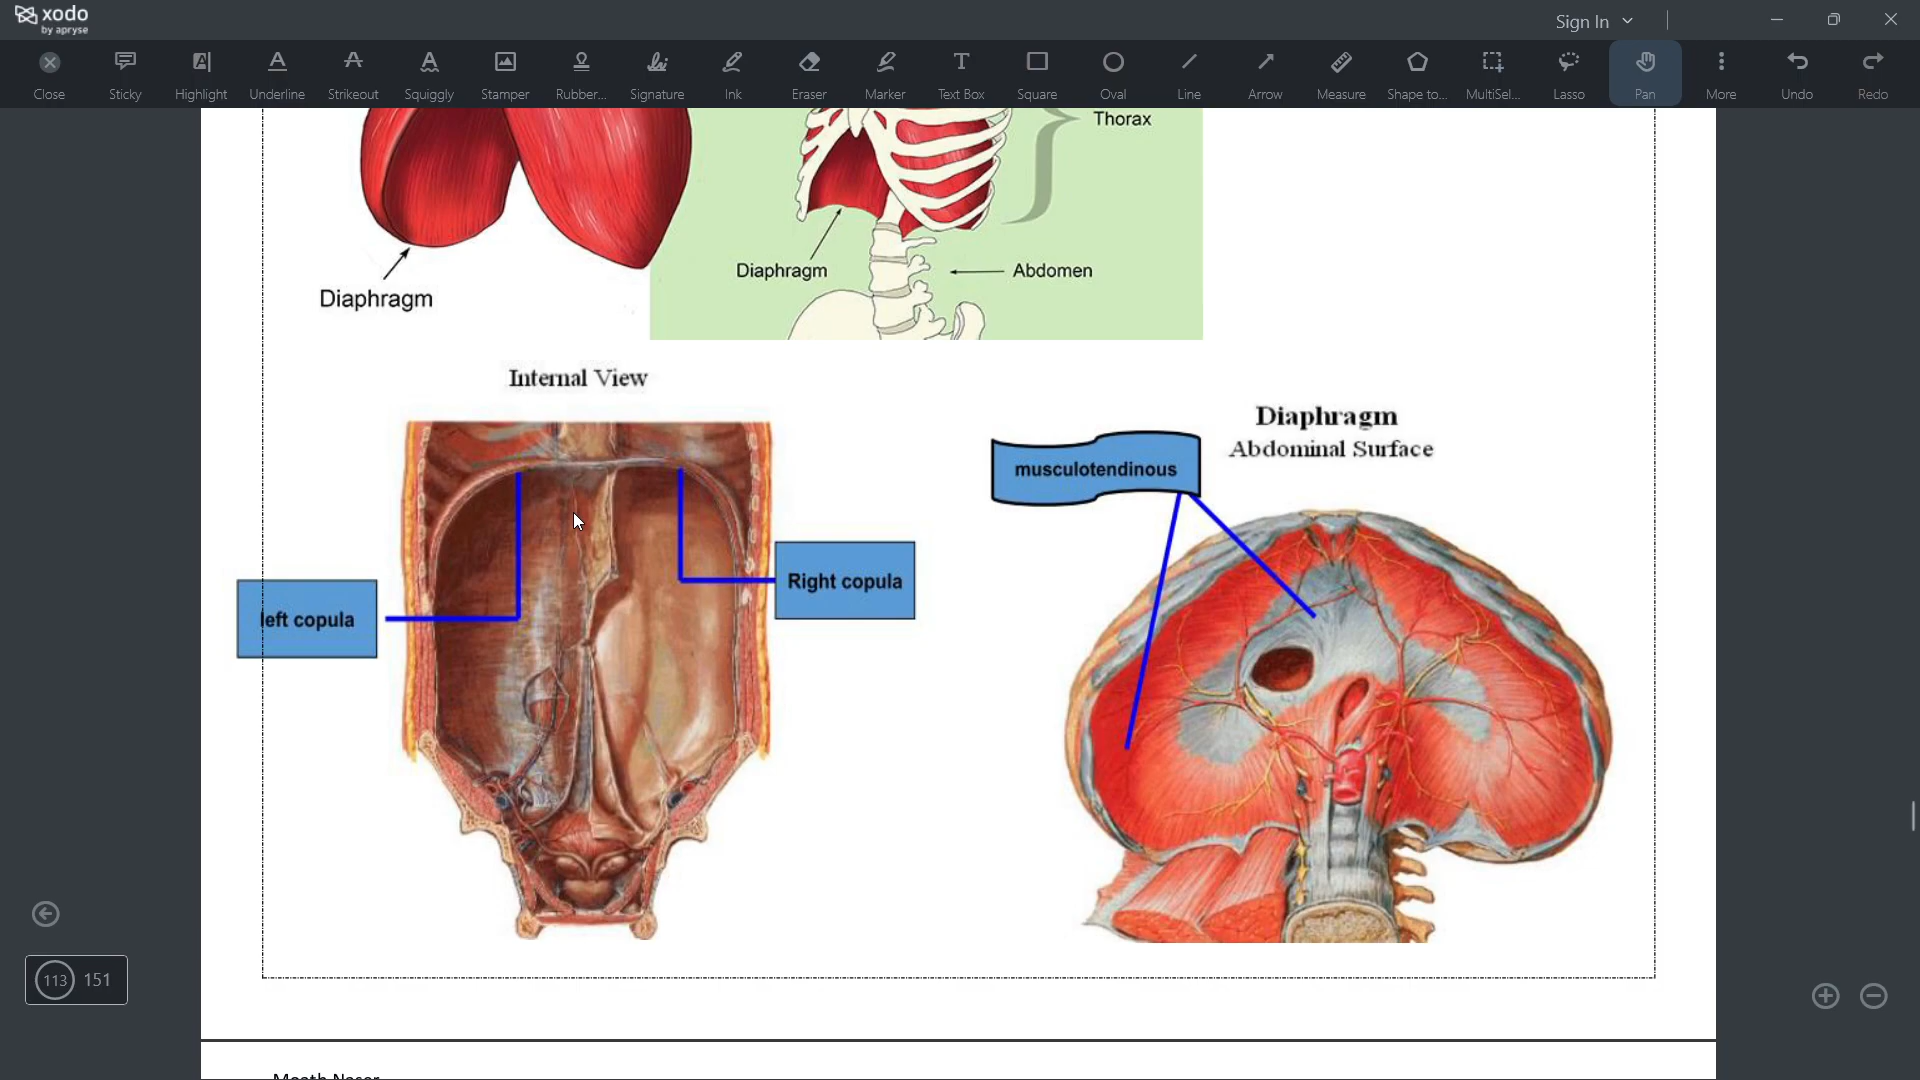 xodo
by apryse
Sign In
Close
Sticky
Highlight
Underline
Strikeout
Squiggly
Stamper
Rubber...
Signature
Ink
Eraser
Marker
Text Box
Square
Oval
Line
Arrow
Measure
Shape to...
MultiSel...
Lasso
Pan
More
Undo
Redo
Thorax
Diaphragm
Abdomen
Diaphragm
Internal View
Diaphragm
Abdominal Surface
musculotendinous
Right copula
left copula
113 151